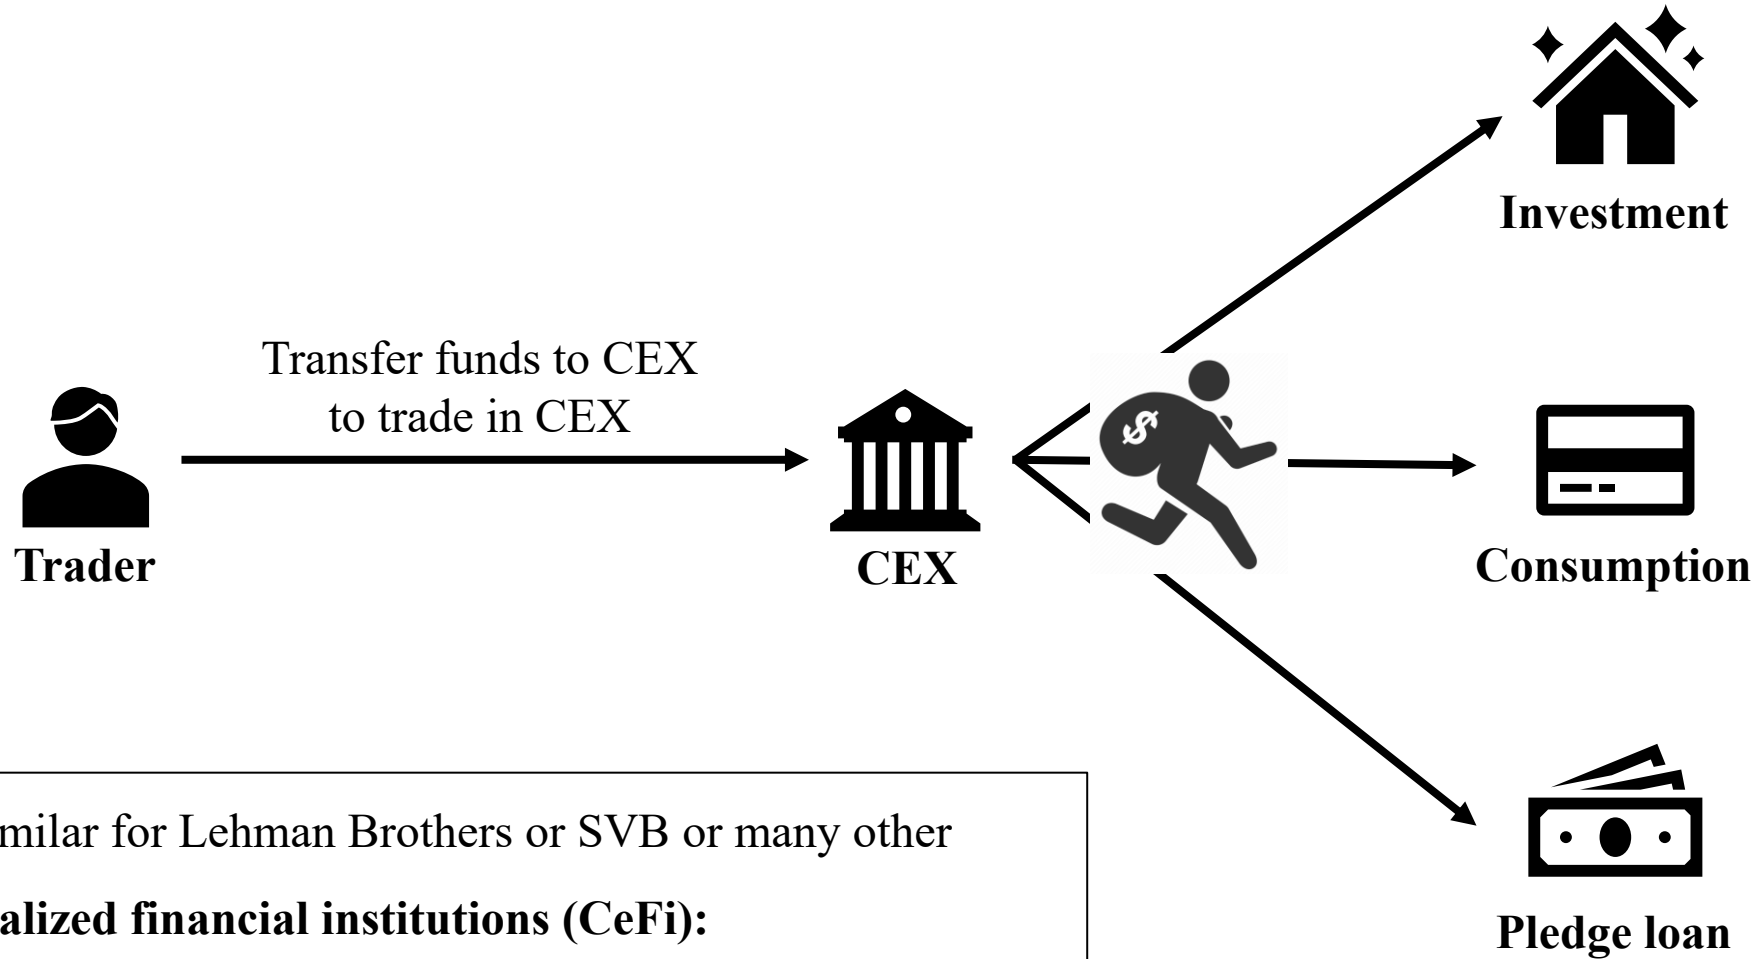 Investment
Transfer funds to CEX
to trade in CEX
$
Trader
CEX
Consumption
milar for Lehman Brothers or SVB or many other
alized financial institutions (CeFi):
Pledge loan